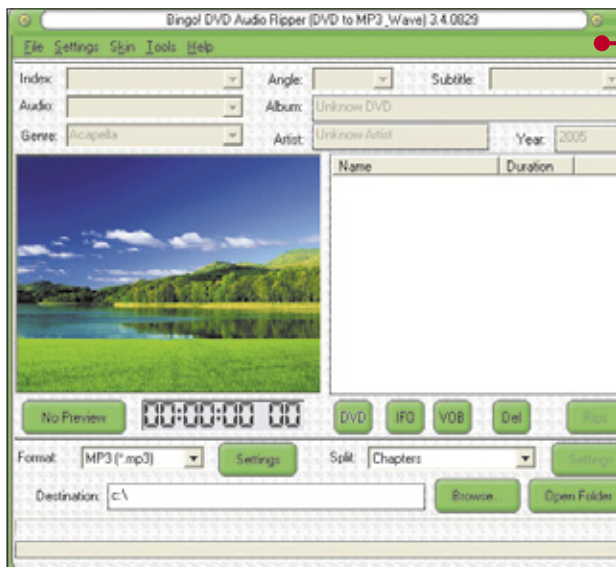 Bingo! DVD Audio Ripper (DVD to MP3_Wave) 3.4.0829
File Settings Skin Tools Help
Index: Angle: Subtitle:
Audio: Album: Unknow DVD
Genre: Acapella Artist: Unknow Artist Year: 2005
Name Duration
No Preview 00:00:00 00 DVD IFO VOB Del Rips
Format: MP3 (*.mp3) Settings Split: Chapters Settings
Destination: c:\ Browse... Open Folder